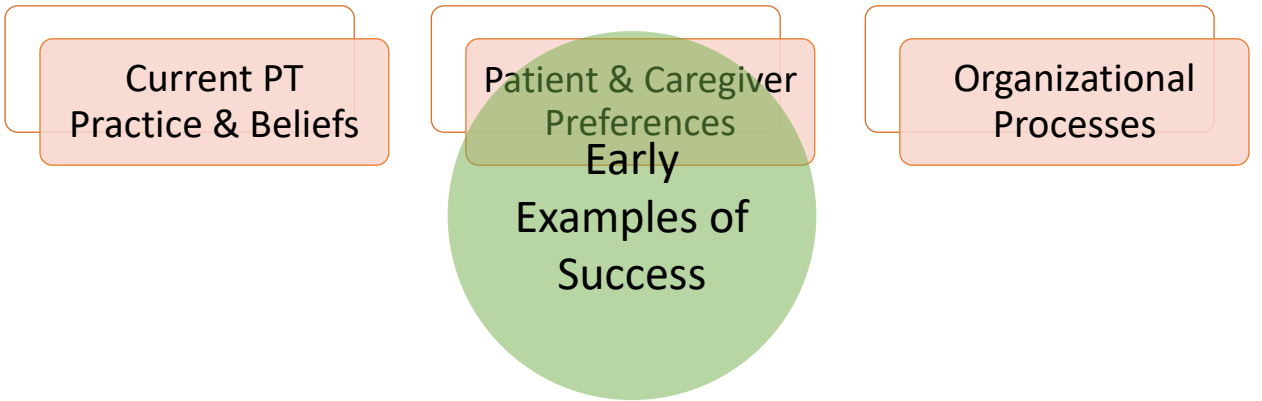 Current PT
Practice & Beliefs
Patient & Caregiver
Preferences
Organizational
Processes
Early
Examples of
Success